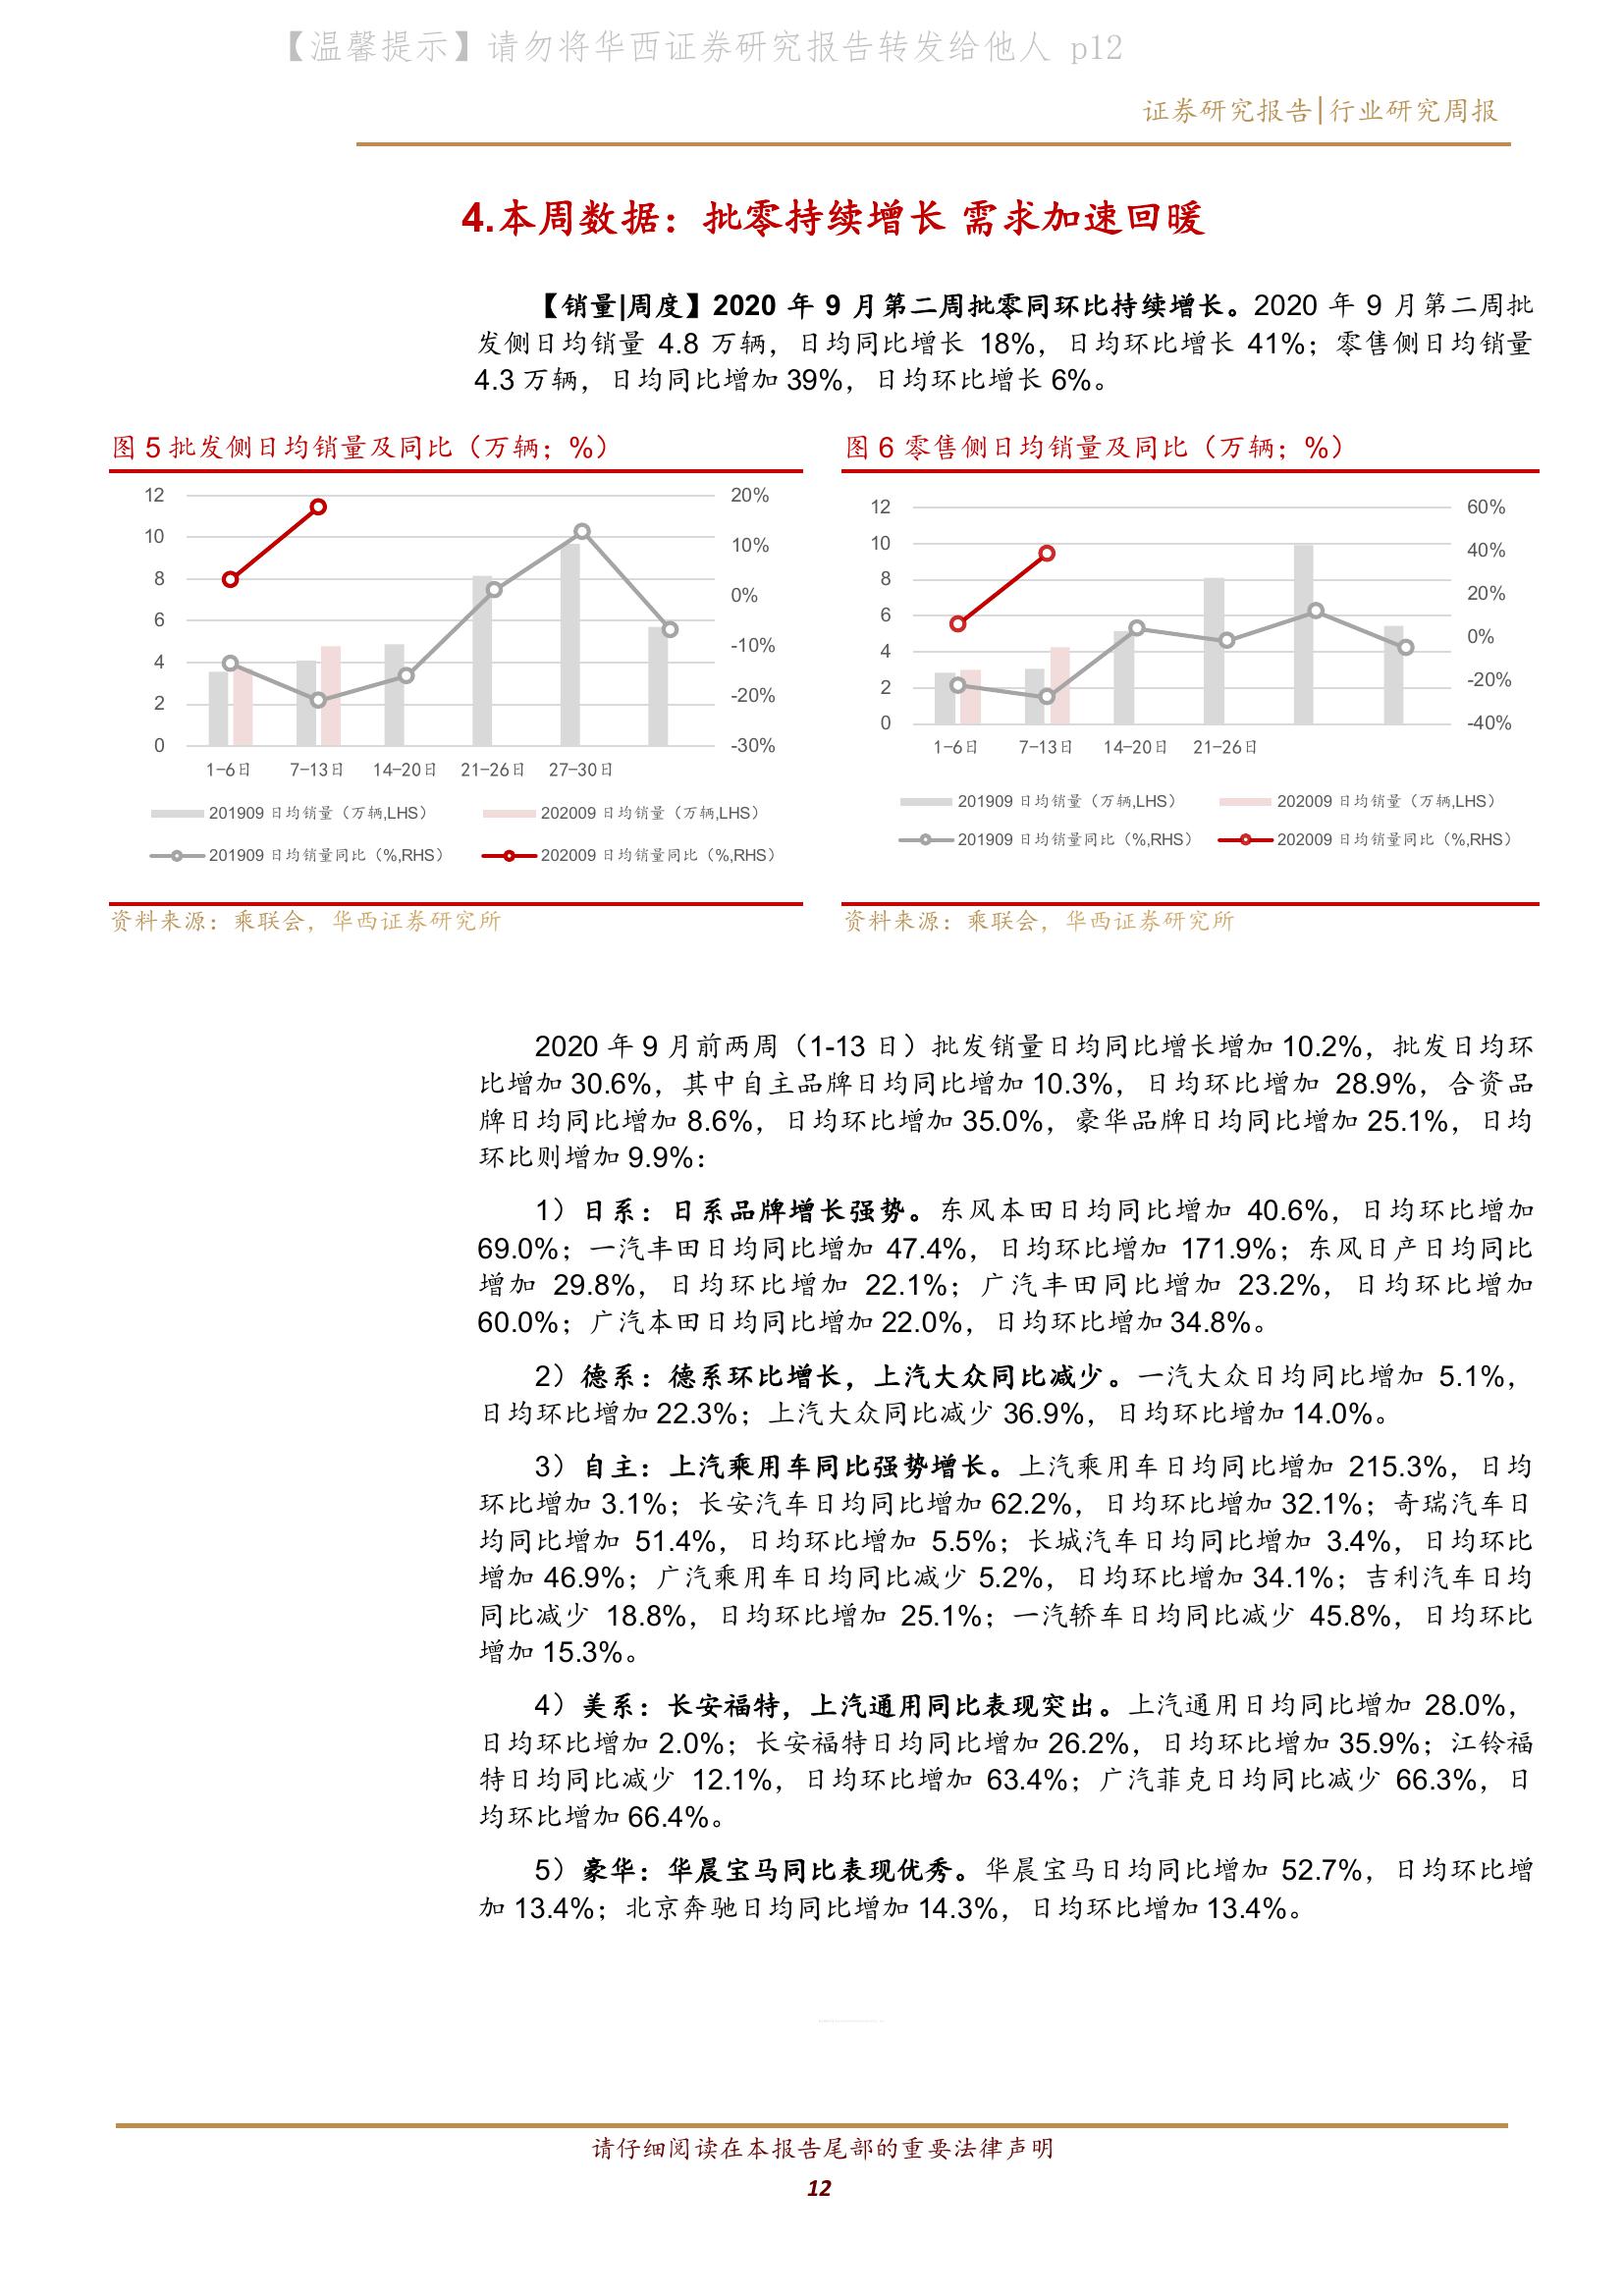 【温馨提示】请勿将华西证券研究报告转发给他人 p12
证券研究报告|行业研究周报
4.本周数据：批零持续增长 需求加速回暖
【销量|周度】2020 年 9 月第二周批零同环比持续增长。2020 年 9 月第二周批
发侧日均销量 4.8 万辆，日均同比增长 18%，日均环比增长 41%；零售侧日均销量
4.3 万辆，日均同比增加 39%，日均环比增长 6%。
图 5 批发侧日均销量及同比（万辆；%）
12
10
8
6
4
2
0
20%
10%
0%
-10%
-20%
-30%
1-6日 7-13日 14-20日 21-26日 27-30日
201909 日均销量（万辆,LHS） 202009 日均销量（万辆,LHS）
201909 日均销量同比（%,RHS） 202009 日均销量同比（%,RHS）
资料来源：乘联会，华西证券研究所
图 6 零售侧日均销量及同比（万辆；%）
12
10
8
6
4
2
0
60%
40%
20%
0%
-20%
-40%
1-6日 7-13日 14-20日 21-26日
201909 日均销量（万辆,LHS） 202009 日均销量（万辆,LHS）
201909 日均销量同比（%,RHS） 202009 日均销量同比（%,RHS）
资料来源：乘联会，华西证券研究所
2020 年 9 月前两周（1-13 日）批发销量日均同比增长增加 10.2%，批发日均环
比增加 30.6%，其中自主品牌日均同比增加 10.3%，日均环比增加 28.9%，合资品
牌日均同比增加 8.6%，日均环比增加 35.0%，豪华品牌日均同比增加 25.1%，日均
环比则增加 9.9%：
1）日系：日系品牌增长强势。东风本田日均同比增加 40.6%，日均环比增加
69.0%；一汽丰田日均同比增加 47.4%，日均环比增加 171.9%；东风日产日均同比
增加 29.8%，日均环比增加 22.1%；广汽丰田同比增加 23.2%，日均环比增加
60.0%；广汽本田日均同比增加 22.0%，日均环比增加 34.8%。
2）德系：德系环比增长，上汽大众同比减少。一汽大众日均同比增加 5.1%，
日均环比增加 22.3%；上汽大众同比减少 36.9%，日均环比增加 14.0%。
3）自主：上汽乘用车同比强势增长。上汽乘用车日均同比增加 215.3%，日均
环比增加 3.1%；长安汽车日均同比增加 62.2%，日均环比增加 32.1%；奇瑞汽车日
均同比增加 51.4%，日均环比增加 5.5%；长城汽车日均同比增加 3.4%，日均环比
增加 46.9%；广汽乘用车日均同比减少 5.2%，日均环比增加 34.1%；吉利汽车日均
同比减少 18.8%，日均环比增加 25.1%；一汽轿车日均同比减少 45.8%，日均环比
增加 15.3%。
4）美系：长安福特，上汽通用同比表现突出。上汽通用日均同比增加 28.0%，
日均环比增加 2.0%；长安福特日均同比增加 26.2%，日均环比增加 35.9%；江铃福
特日均同比减少 12.1%，日均环比增加 63.4%；广汽菲克日均同比减少 66.3%，日
均环比增加 66.4%。
5）豪华：华晨宝马同比表现优秀。华晨宝马日均同比增加 52.7%，日均环比增
加 13.4%；北京奔驰日均同比增加 14.3%，日均环比增加 13.4%。
请仔细阅读在本报告尾部的重要法律声明
12